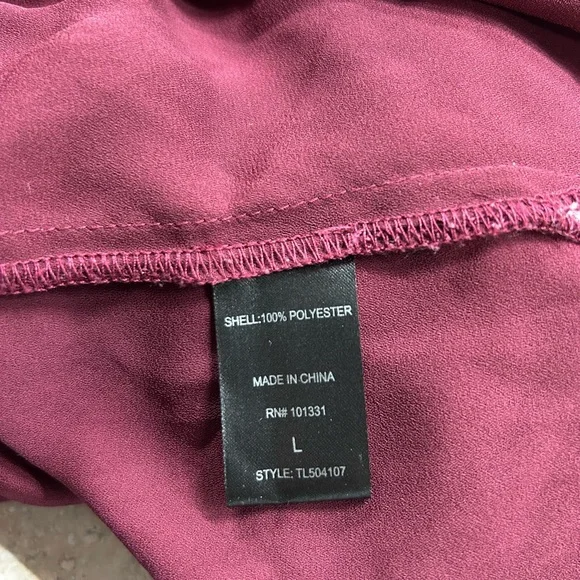 SHELL:100% POLYESTER
MADE IN CHINA
RN# 101331
L
STYLE: TL504107